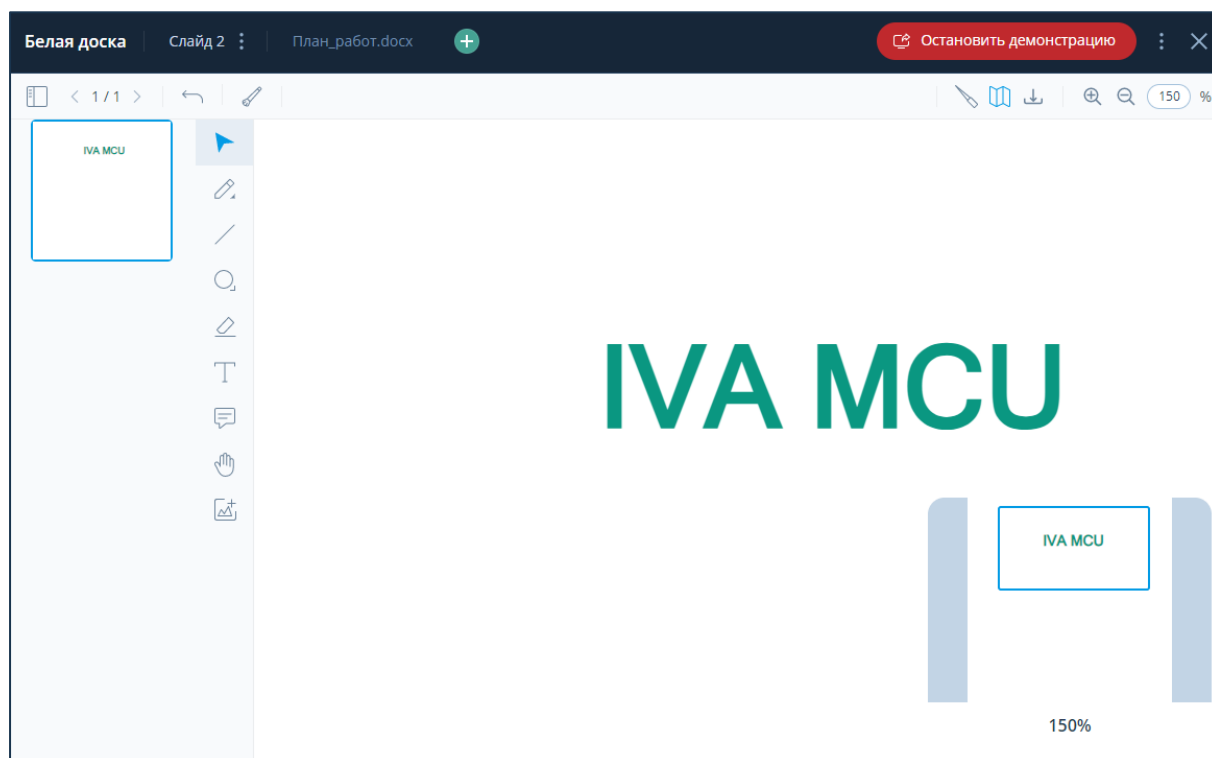 Белая доска Слайд 2 План_работ.docx Остановить демонстрацию
1 / 1 150 %
IVA MCU
IVA MCU
IVA MCU
150%